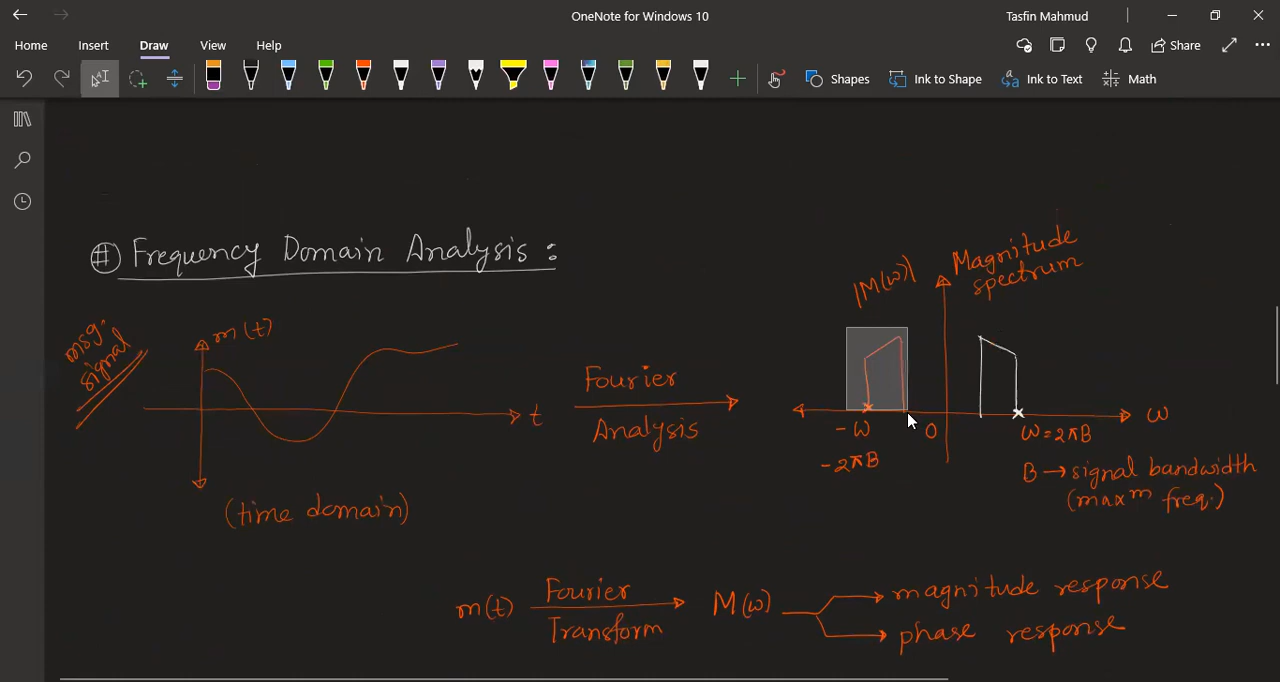 OneNote for Windows 10
Tasfin Mahmud
Home Insert Draw View Help
Share
Shapes
Ink to Shape
Ink to Text
Math
# Frequency Domain Analysis :
msg. signal
m(t)
t
(time domain)
Fourier
Analysis
|M(ω)|
Magnitude
spectrum
-ω
-2πB
0
ω=2πB
ω
B → signal bandwidth
(maxᵐ freq.)
m(t) Fourier Transform M(ω)
magnitude response
phase response